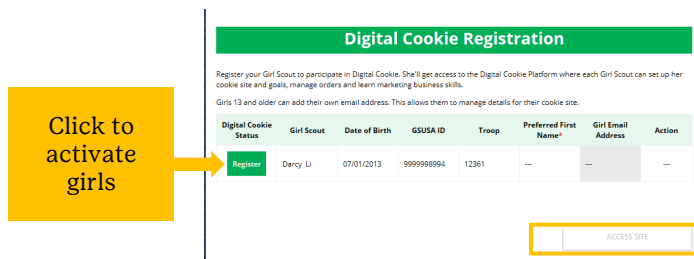 Digital Cookie Registration
Register your Girl Scout to participate in Digital Cookie. She'll get access to the Digital Cookie Platform where each Girl Scout can set up her
cookie site and goals, manage orders and learn marketing business skills.
Girls 13 and older can add their own email address. This allows them to manage details for their cookie site.
Click to
activate
girls
Digital Cookie Status Girl Scout Date of Birth GSUSA ID Troop Preferred First Name* Girl Email Address Action
Register Darcy Li 07/01/2013 9999998994 12361 --- --- ---
ACCESS SITE